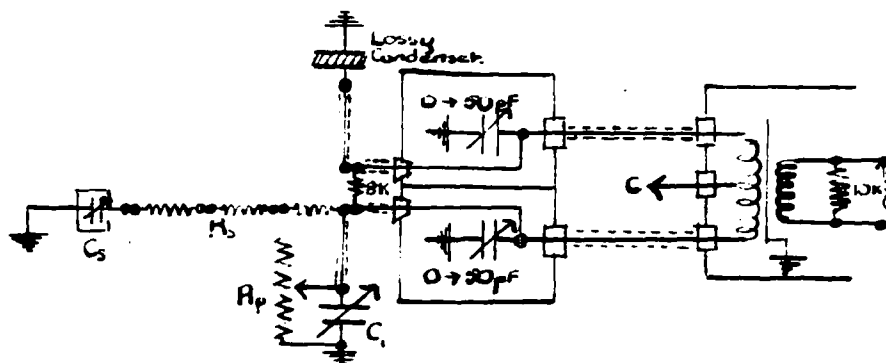 Lossy
Condenser.
0 → 50pF
8K
G
10K
Rs
Cs
0 → 50pF
Rp
C1